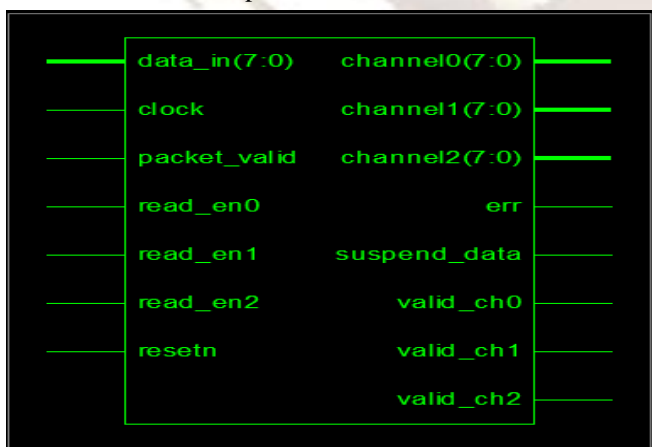 data_in(7:0) channel0(7:0)
clock channel1(7:0)
packet_valid channel2(7:0)
read_en0 err
read_en1 suspend_data
read_en2 valid_ch0
resetn valid_ch1
valid_ch2